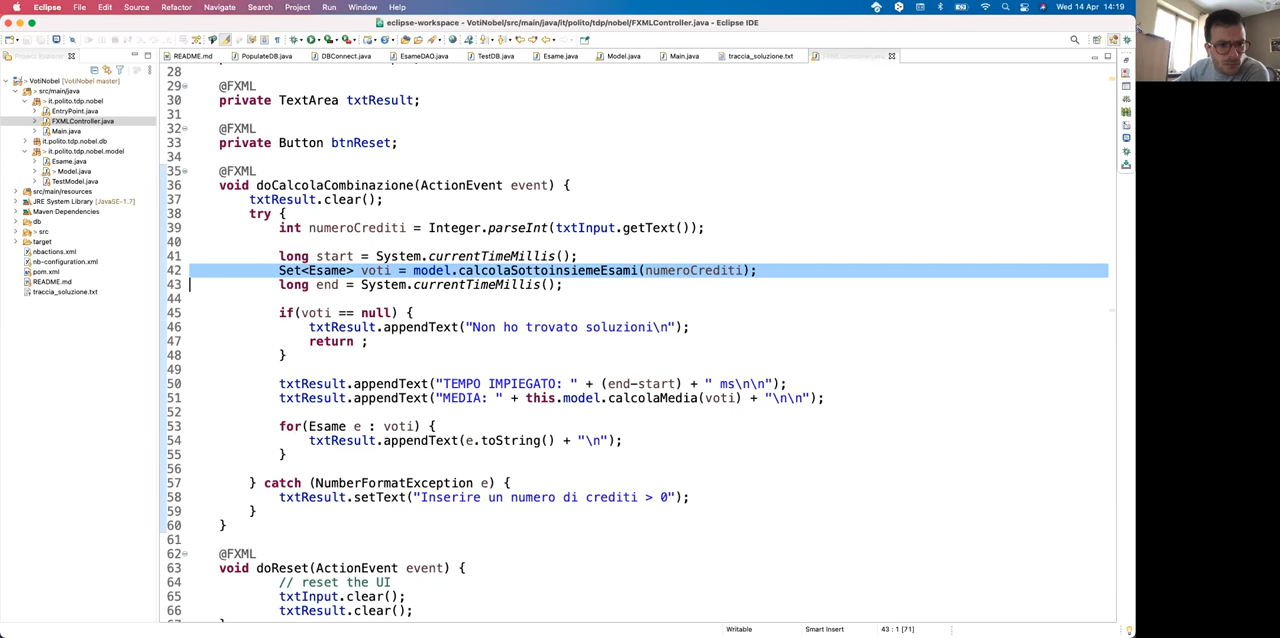 Eclipse File Edit Source Refactor Navigate Search Project Run Window Help Wed 14 Apr 14:19
eclipse-workspace - VotiNobel/src/main/java/it/polito/tdp/nobel/FXMLController.java - Eclipse IDE
Project Explorer
README.md PopulateDB.java DBConnect.java EsameDAO.java TestDB.java Esame.java Model.java Main.java traccia_soluzione.txt FXMLController.java
VotiNobel [VotiNobel master]
src/main/java
it.polito.tdp.nobel
EntryPoint.java
FXMLController.java
Main.java
it.polito.tdp.nobel.db
it.polito.tdp.nobel.model
Esame.java
> Model.java
TestModel.java
src/main/resources
JRE System Library [JavaSE-1.7]
Maven Dependencies
db
> src
target
nbactions.xml
nb-configuration.xml
pom.xml
README.md
traccia_soluzione.txt
28
29 @FXML
30 private TextArea txtResult;
31
32 @FXML
33 private Button btnReset;
34
35 @FXML
36 void doCalcolaCombinazione(ActionEvent event) {
37 txtResult.clear();
38 try {
39 int numeroCrediti = Integer.parseInt(txtInput.getText());
40
41 long start = System.currentTimeMillis();
42 Set<Esame> voti = model.calcolaSottoinsiemeEsami(numeroCrediti);
43 long end = System.currentTimeMillis();
44
45 if(voti == null) {
46 txtResult.appendText("Non ho trovato soluzioni\n");
47 return ;
48 }
49
50 txtResult.appendText("TEMPO IMPIEGATO: " + (end-start) + " ms\n\n");
51 txtResult.appendText("MEDIA: " + this.model.calcolaMedia(voti) + "\n\n");
52
53 for(Esame e : voti) {
54 txtResult.appendText(e.toString() + "\n");
55 }
56
57 } catch (NumberFormatException e) {
58 txtResult.setText("Inserire un numero di crediti > 0");
59 }
60 }
61
62 @FXML
63 void doReset(ActionEvent event) {
64 // reset the UI
65 txtInput.clear();
66 txtResult.clear();
67
Writable Smart Insert 43 : 1 [71]